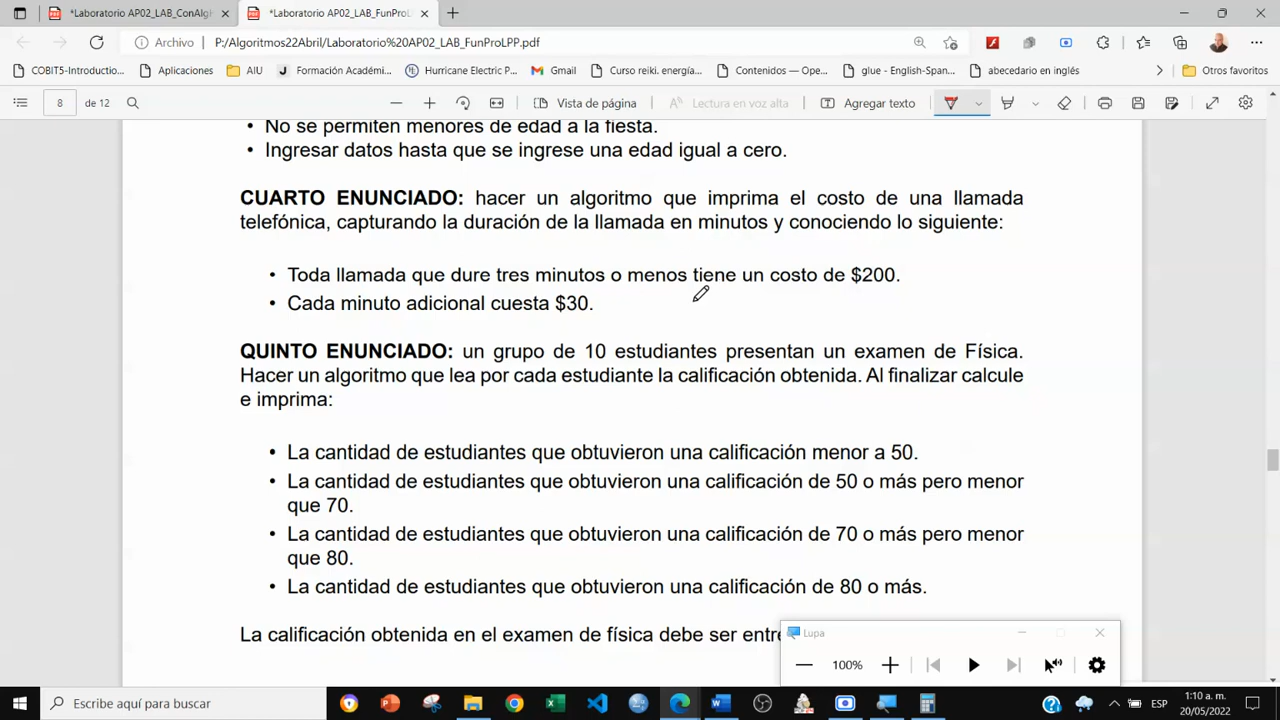 *Laboratorio AP02_LAB_ConAlgI
*Laboratorio AP02_LAB_FunProL
Archivo
P:/Algoritmos22Abril/Laboratorio%20AP02_LAB_FunProLPP.pdf
COBIT5-Introductio...
Aplicaciones
AIU
Formación Académi...
Hurricane Electric P...
Gmail
Curso reiki. energía...
Contenidos — Ope...
glue - English-Span...
abecedario en inglés
Otros favoritos
8 de 12
Vista de página
Lectura en voz alta
Agregar texto
No se permiten menores de edad a la fiesta.
• Ingresar datos hasta que se ingrese una edad igual a cero.
CUARTO ENUNCIADO: hacer un algoritmo que imprima el costo de una llamada
telefónica, capturando la duración de la llamada en minutos y conociendo lo siguiente:
• Toda llamada que dure tres minutos o menos tiene un costo de $200.
• Cada minuto adicional cuesta $30.
QUINTO ENUNCIADO: un grupo de 10 estudiantes presentan un examen de Física.
Hacer un algoritmo que lea por cada estudiante la calificación obtenida. Al finalizar calcule
e imprima:
• La cantidad de estudiantes que obtuvieron una calificación menor a 50.
• La cantidad de estudiantes que obtuvieron una calificación de 50 o más pero menor
que 70.
• La cantidad de estudiantes que obtuvieron una calificación de 70 o más pero menor
que 80.
• La cantidad de estudiantes que obtuvieron una calificación de 80 o más.
La calificación obtenida en el examen de física debe ser entre
Lupa
100%
Escribe aquí para buscar
ESP
1:10 a. m.
20/05/2022